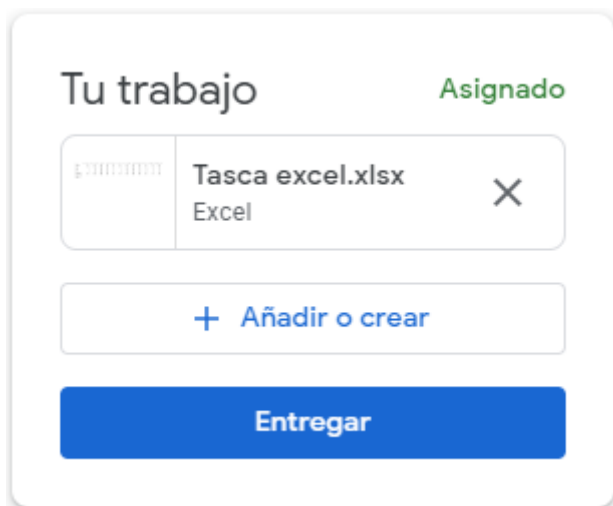 Tu trabajo
Asignado
Tasca excel.xlsx
Excel
+ Añadir o crear
Entregar